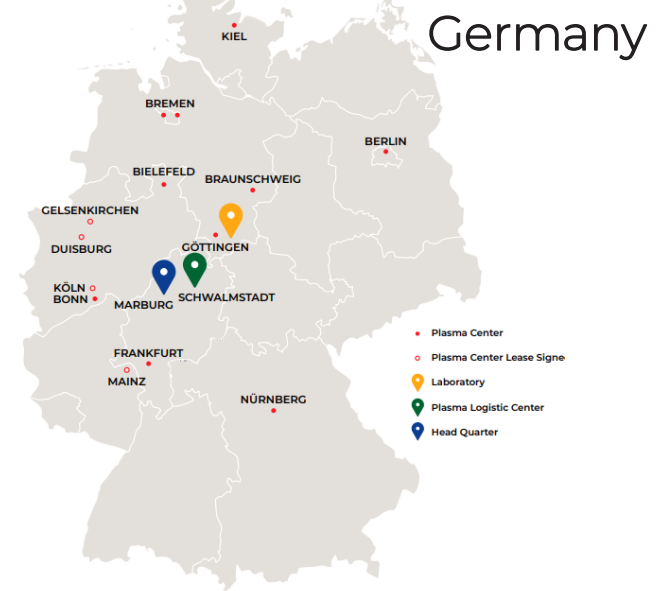 Germany
KIEL
BREMEN
BERLIN
BIELEFELD
BRAUNSCHWEIG
GELSENKIRCHEN
DUISBURG
GÖTTINGEN
KÖLN
BONN
MARBURG
SCHWALMSTADT
FRANKFURT
MAINZ
NÜRNBERG
Plasma Center
Plasma Center Lease Signe
Laboratory
Plasma Logistic Center
Head Quarter